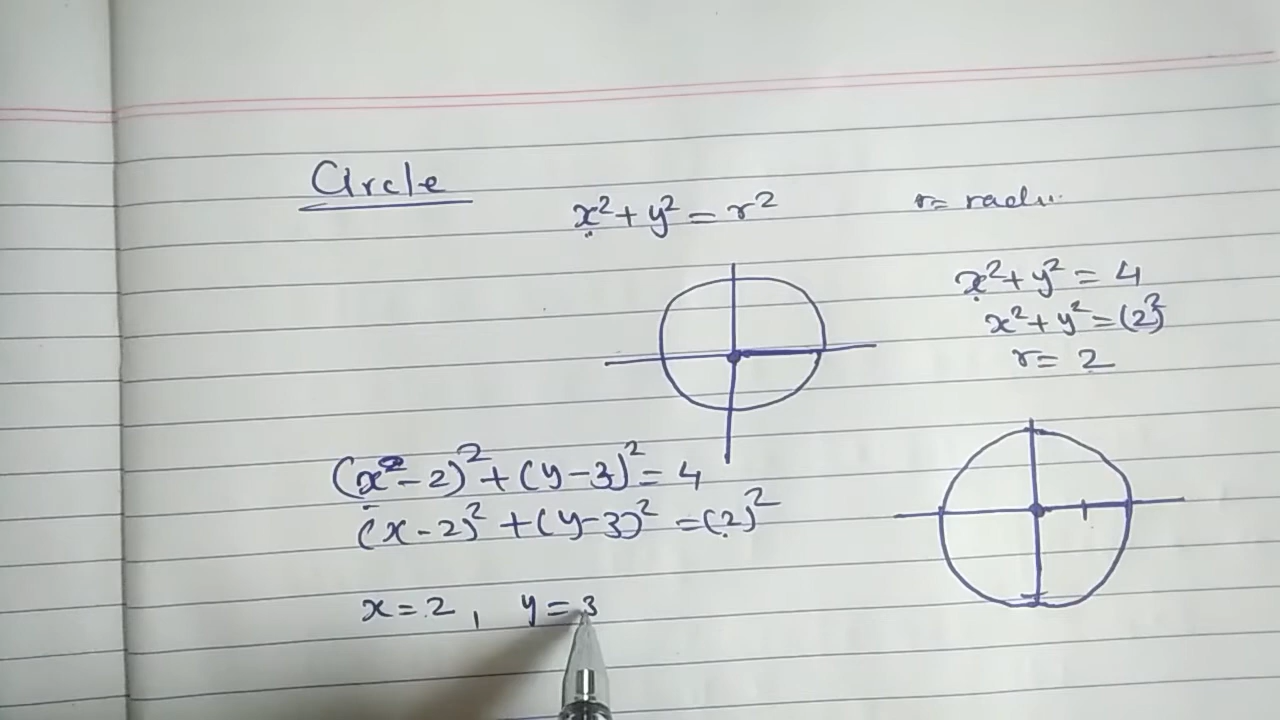 Circle
x² + y² = r²
r = radius
x² + y² = 4
x² + y² = (2)²
r = 2
(x - 2)² + (y - 3)² = 4
(x - 2)² + (y - 3)² = (2)²
x = 2, y = 3